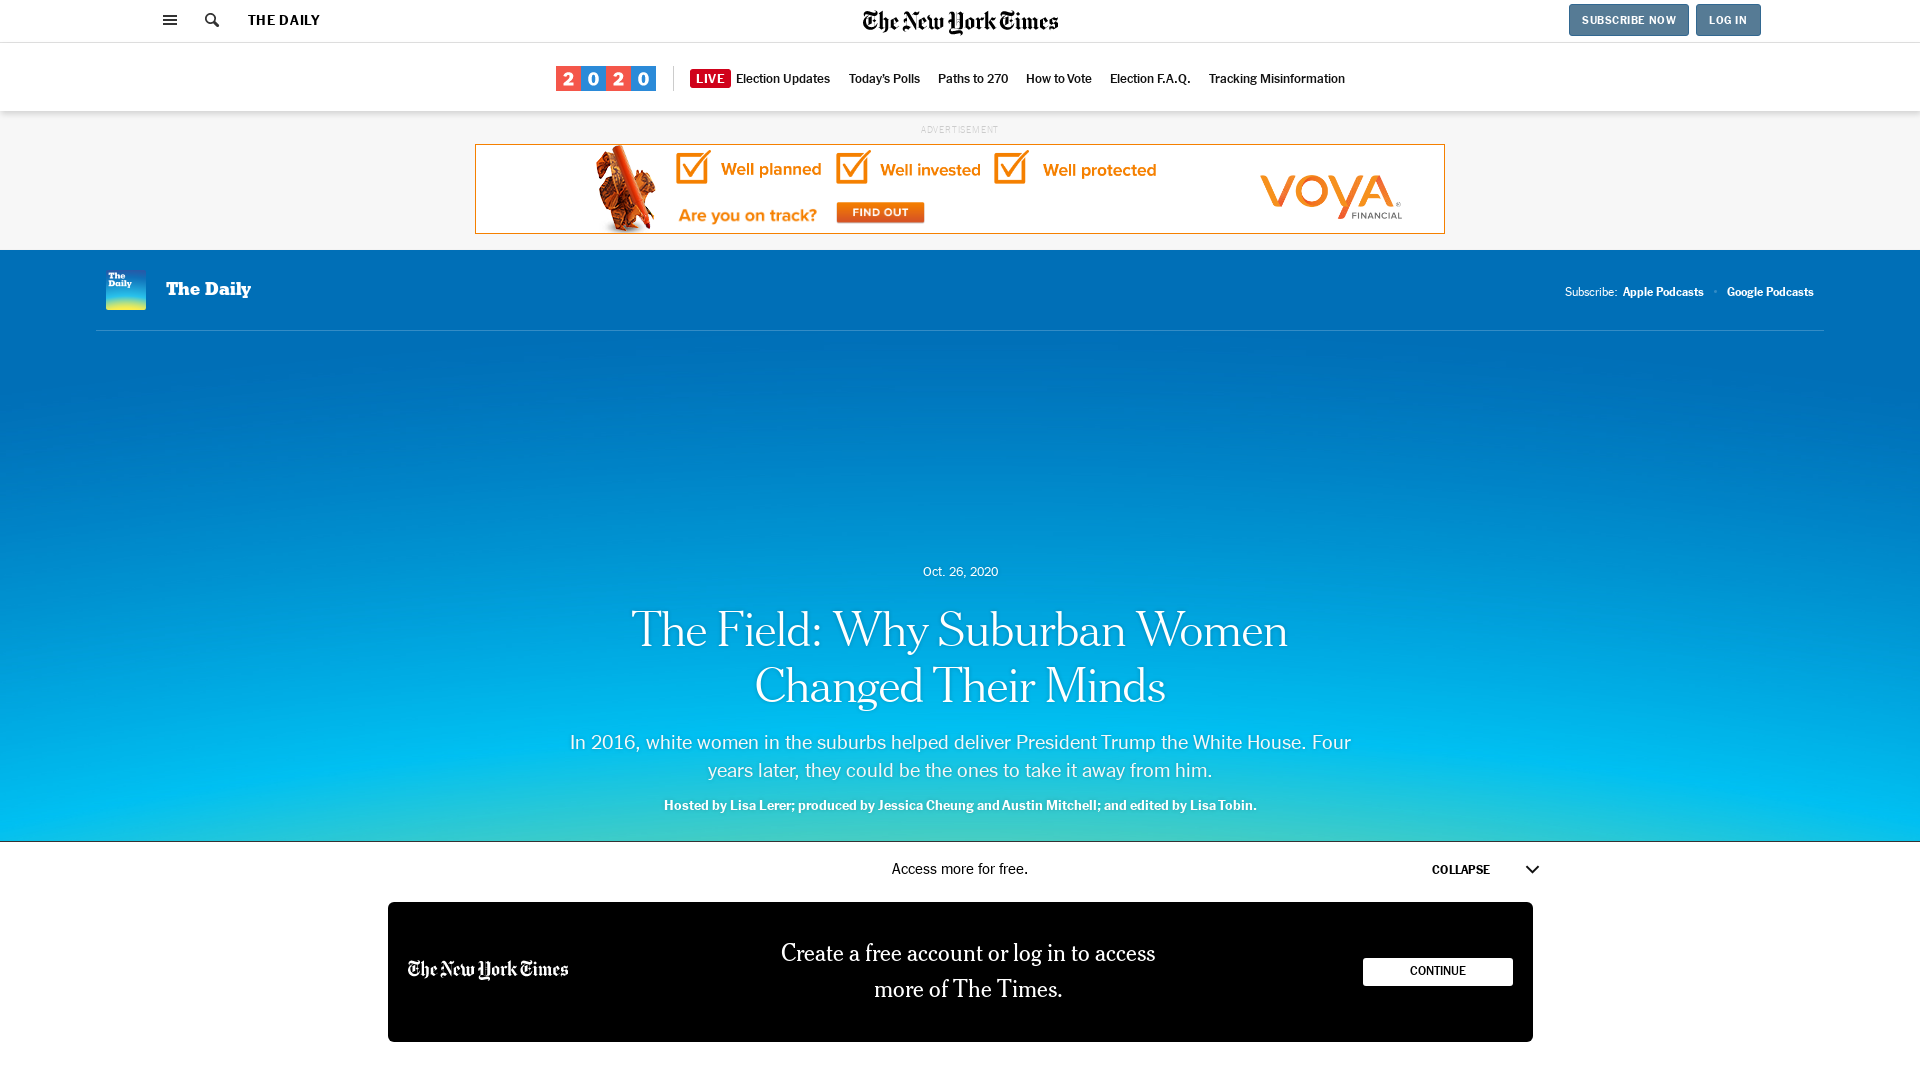 THE DAILY
The New York Times
SUBSCRIBE NOW
LOG IN
2020
LIVE Election Updates
Today's Polls
Paths to 270
How to Vote
Election F.A.Q.
Tracking Misinformation
ADVERTISEMENT
Well planned
Well invested
Well protected
Are you on track?
FIND OUT
VOYA
FINANCIAL
The
Daily
The Daily
Subscribe: Apple Podcasts • Google Podcasts
Oct. 26, 2020
The Field: Why Suburban Women
Changed Their Minds
In 2016, white women in the suburbs helped deliver President Trump the White House. Four
years later, they could be the ones to take it away from him.
Hosted by Lisa Lerer; produced by Jessica Cheung and Austin Mitchell; and edited by Lisa Tobin.
Access more for free.
COLLAPSE
The New York Times
Create a free account or log in to access
more of The Times.
CONTINUE